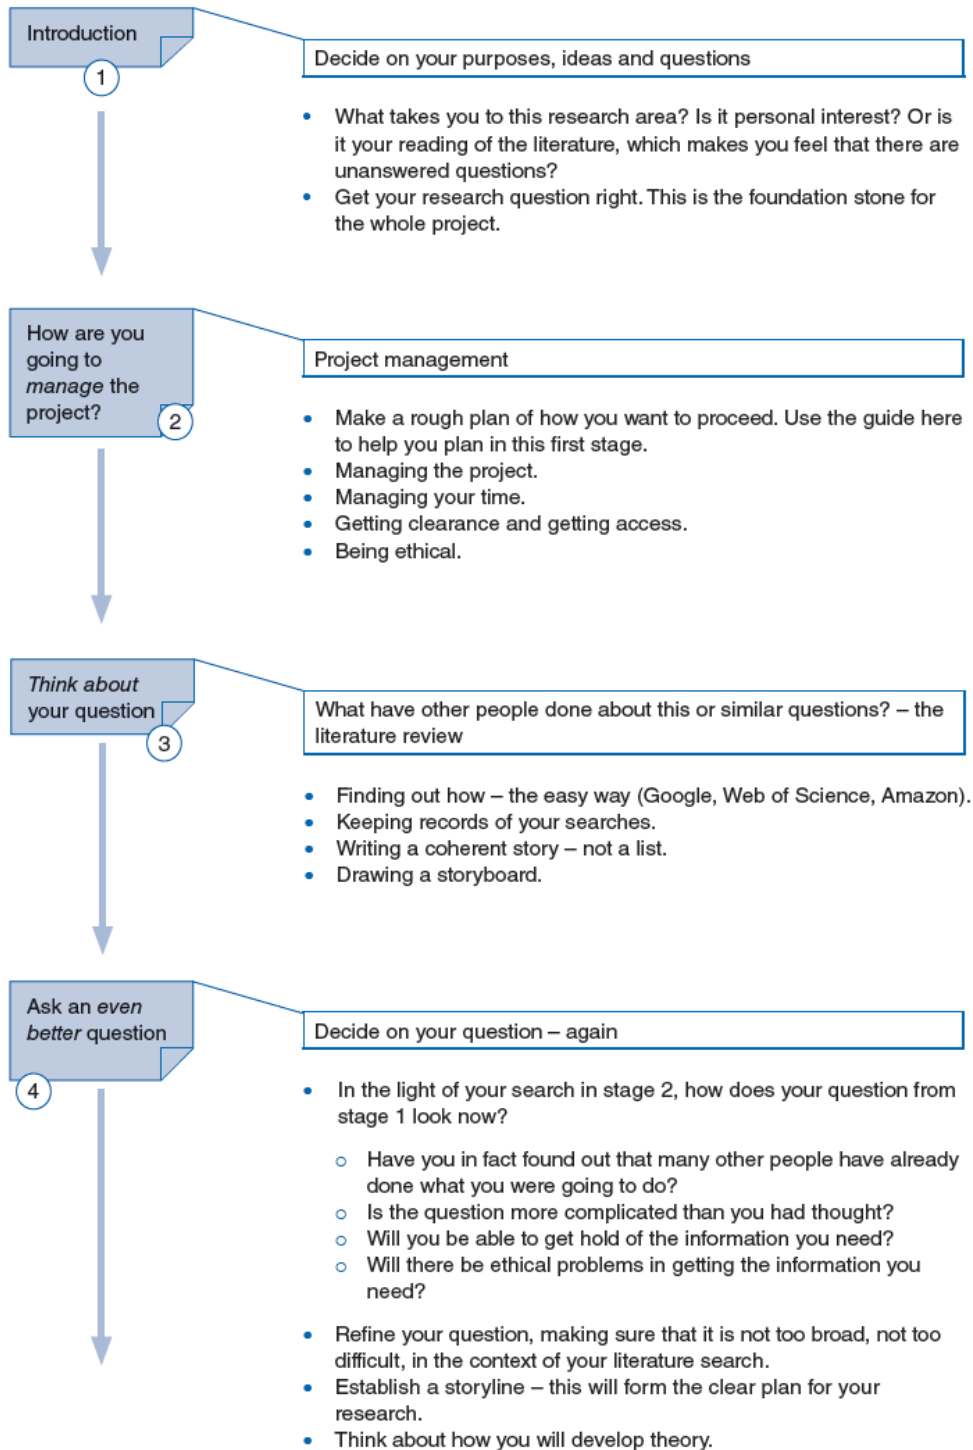 Introduction
1
Decide on your purposes, ideas and questions
• What takes you to this research area? Is it personal interest? Or is
it your reading of the literature, which makes you feel that there are
unanswered questions?
• Get your research question right. This is the foundation stone for
the whole project.
How are you
going to
manage the
project?
2
Project management
• Make a rough plan of how you want to proceed. Use the guide here
to help you plan in this first stage.
• Managing the project.
• Managing your time.
• Getting clearance and getting access.
• Being ethical.
Think about
your question
3
What have other people done about this or similar questions? – the
literature review
• Finding out how – the easy way (Google, Web of Science, Amazon).
• Keeping records of your searches.
• Writing a coherent story – not a list.
• Drawing a storyboard.
Ask an even
better question
4
Decide on your question – again
• In the light of your search in stage 2, how does your question from
stage 1 look now?
○ Have you in fact found out that many other people have already
done what you were going to do?
○ Is the question more complicated than you had thought?
○ Will you be able to get hold of the information you need?
○ Will there be ethical problems in getting the information you
need?
• Refine your question, making sure that it is not too broad, not too
difficult, in the context of your literature search.
• Establish a storyline – this will form the clear plan for your
research.
• Think about how you will develop theory.